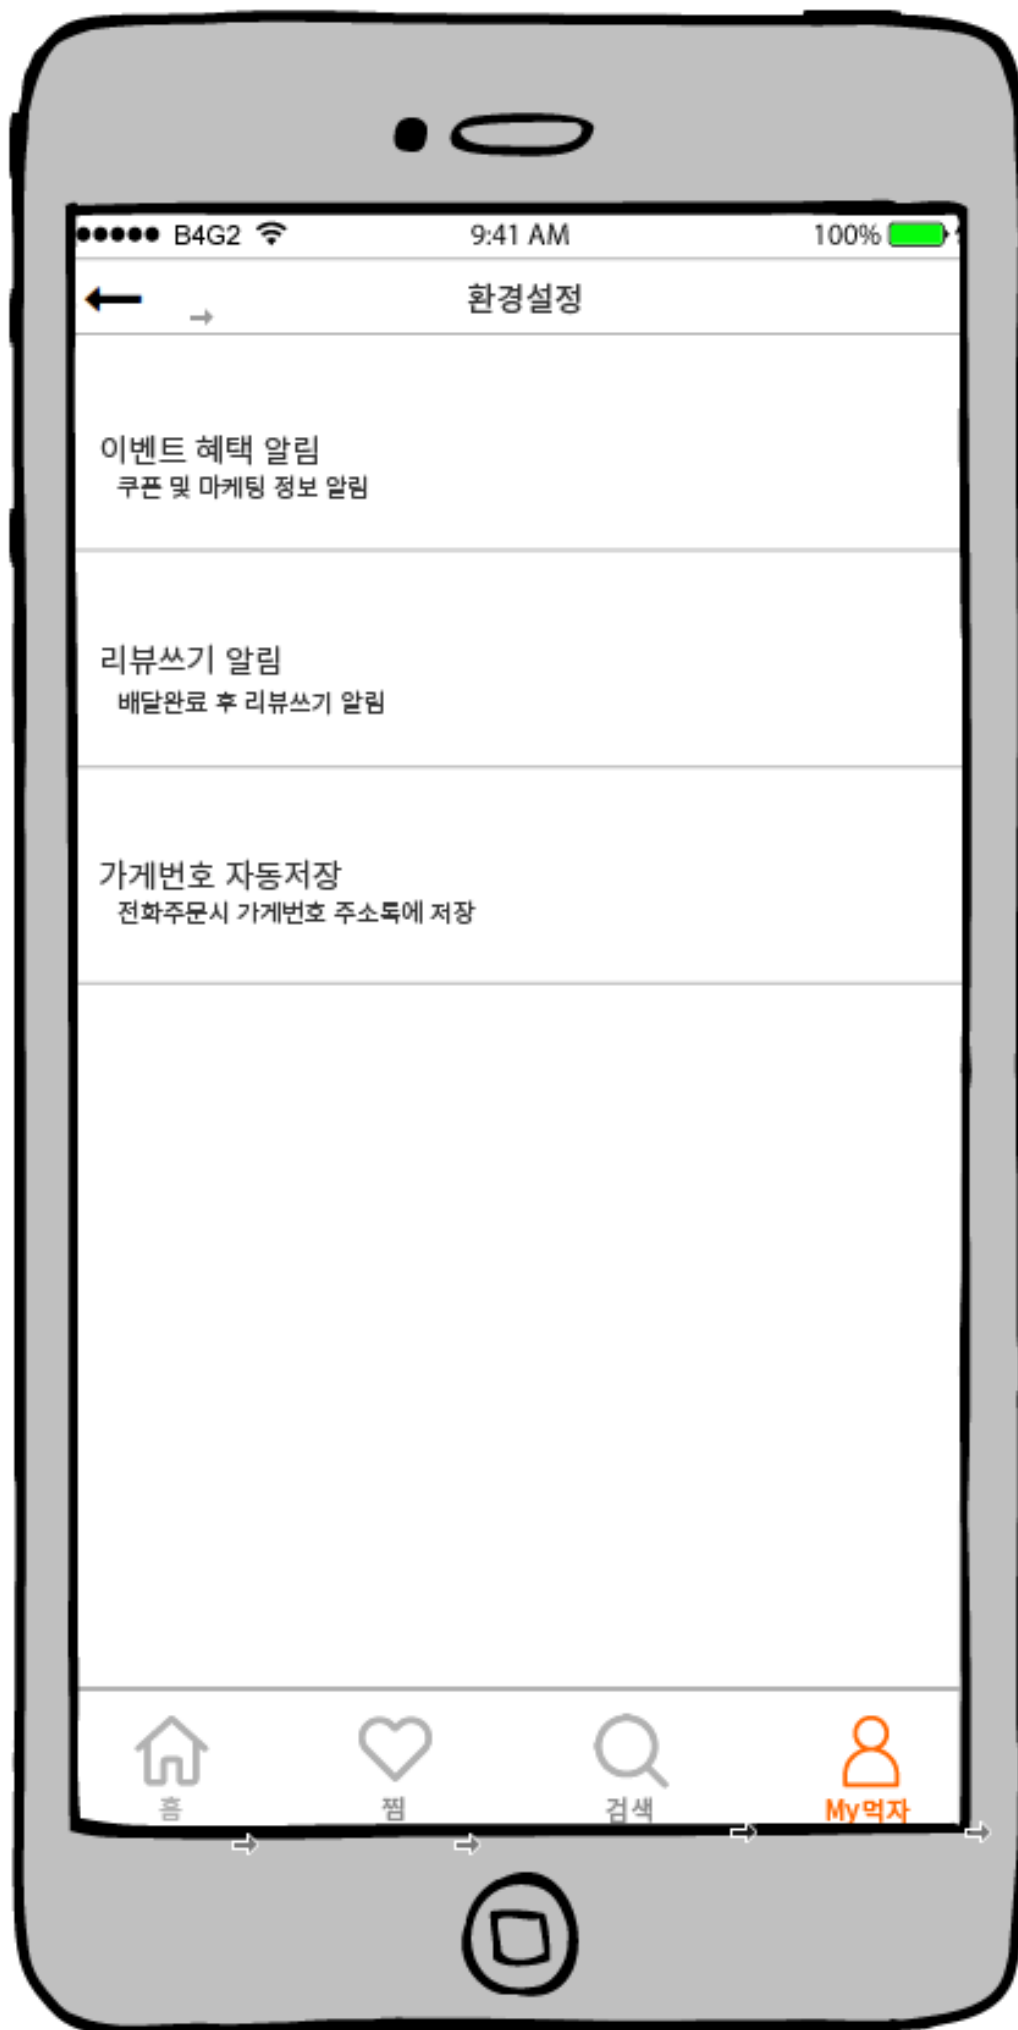 B4G2 9:41 AM 100%
환경설정
이벤트 혜택 알림
쿠폰 및 마케팅 정보 알림
리뷰쓰기 알림
배달완료 후 리뷰쓰기 알림
가게번호 자동저장
전화주문시 가게번호 주소록에 저장
홈 찜 검색 My먹자